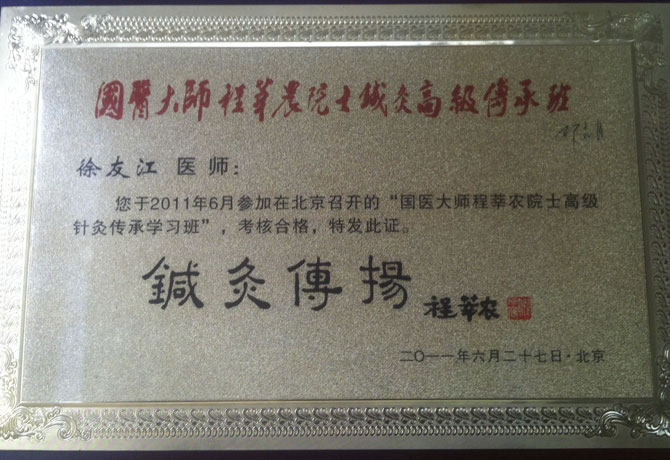 國醫大師程莘農院士鍼灸高級傳承班
徐友江 医师：
您于2011年6月参加在北京召开的“国医大师程莘农院士高级
针灸传承学习班”，考核合格，特发此证。
鍼灸傳揚
程莘农
二〇一一年六月二十七日·北京